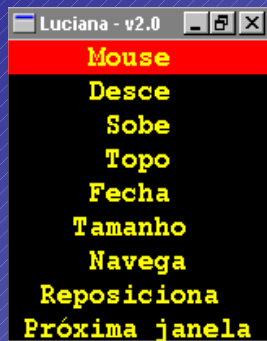 Luciana - v2.0
Mouse
Desce
Sobe
Topo
Fecha
Tamanho
Navega
Reposiciona
Próxima janela